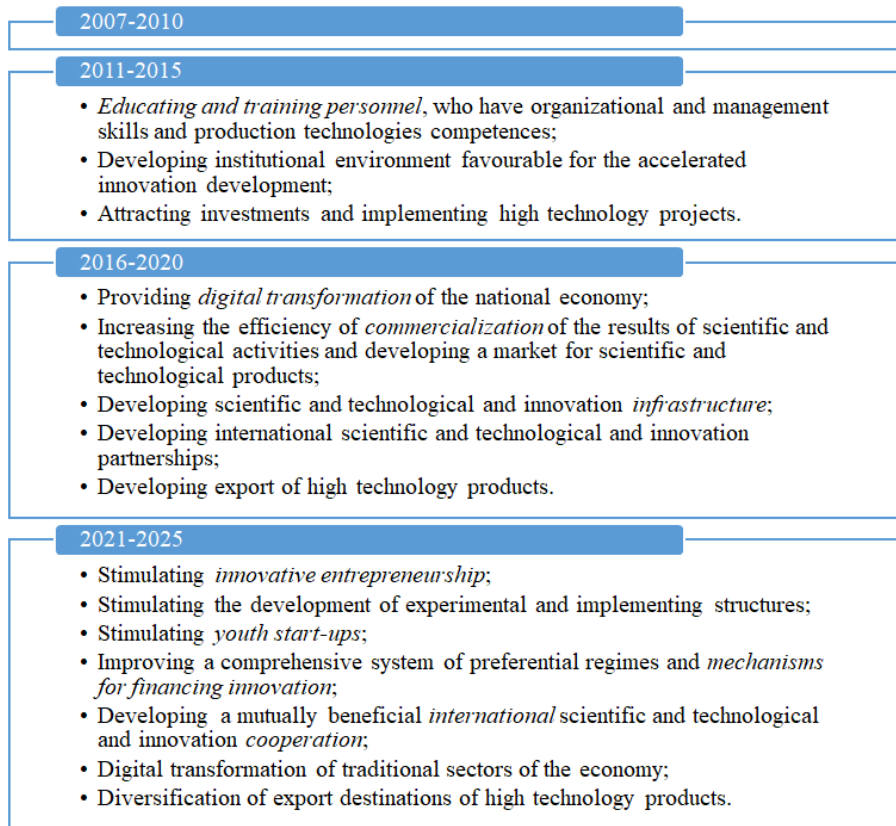 2007-2010
2011-2015
• Educating and training personnel, who have organizational and management
skills and production technologies competences;
• Developing institutional environment favourable for the accelerated
innovation development;
• Attracting investments and implementing high technology projects.
2016-2020
• Providing digital transformation of the national economy;
• Increasing the efficiency of commercialization of the results of scientific and
technological activities and developing a market for scientific and
technological products;
• Developing scientific and technological and innovation infrastructure;
• Developing international scientific and technological and innovation
partnerships;
• Developing export of high technology products.
2021-2025
• Stimulating innovative entrepreneurship;
• Stimulating the development of experimental and implementing structures;
• Stimulating youth start-ups;
• Improving a comprehensive system of preferential regimes and mechanisms
for financing innovation;
• Developing a mutually beneficial international scientific and technological
and innovation cooperation;
• Digital transformation of traditional sectors of the economy;
• Diversification of export destinations of high technology products.